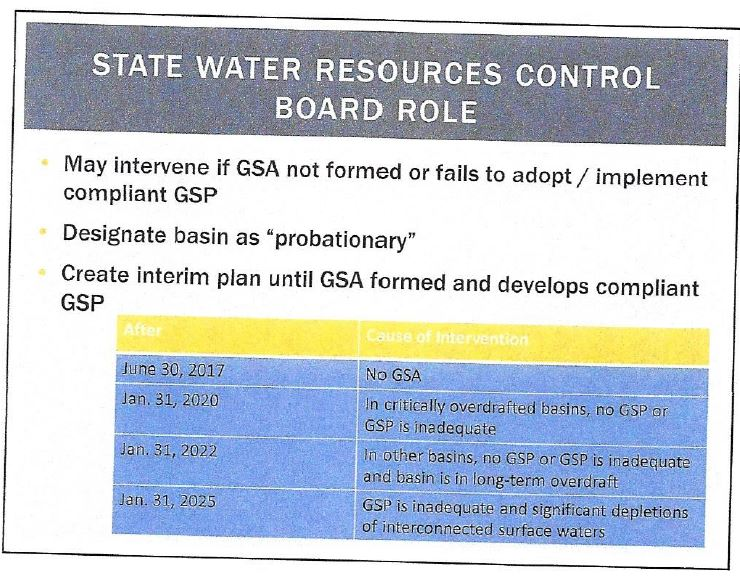 STATE WATER RESOURCES CONTROL
BOARD ROLE
May intervene if GSA not formed or fails to adopt / implement
compliant GSP
Designate basin as “probationary”
Create interim plan until GSA formed and develops compliant
GSP
After Cause of Intervention
June 30, 2017 No GSA
Jan. 31, 2020 In critically overdrafted basins, no GSP or
GSP is inadequate
Jan. 31, 2022 In other basins, no GSP or GSP is inadequate
and basin is in long-term overdraft
Jan. 31, 2025 GSP is inadequate and significant depletions
of interconnected surface waters